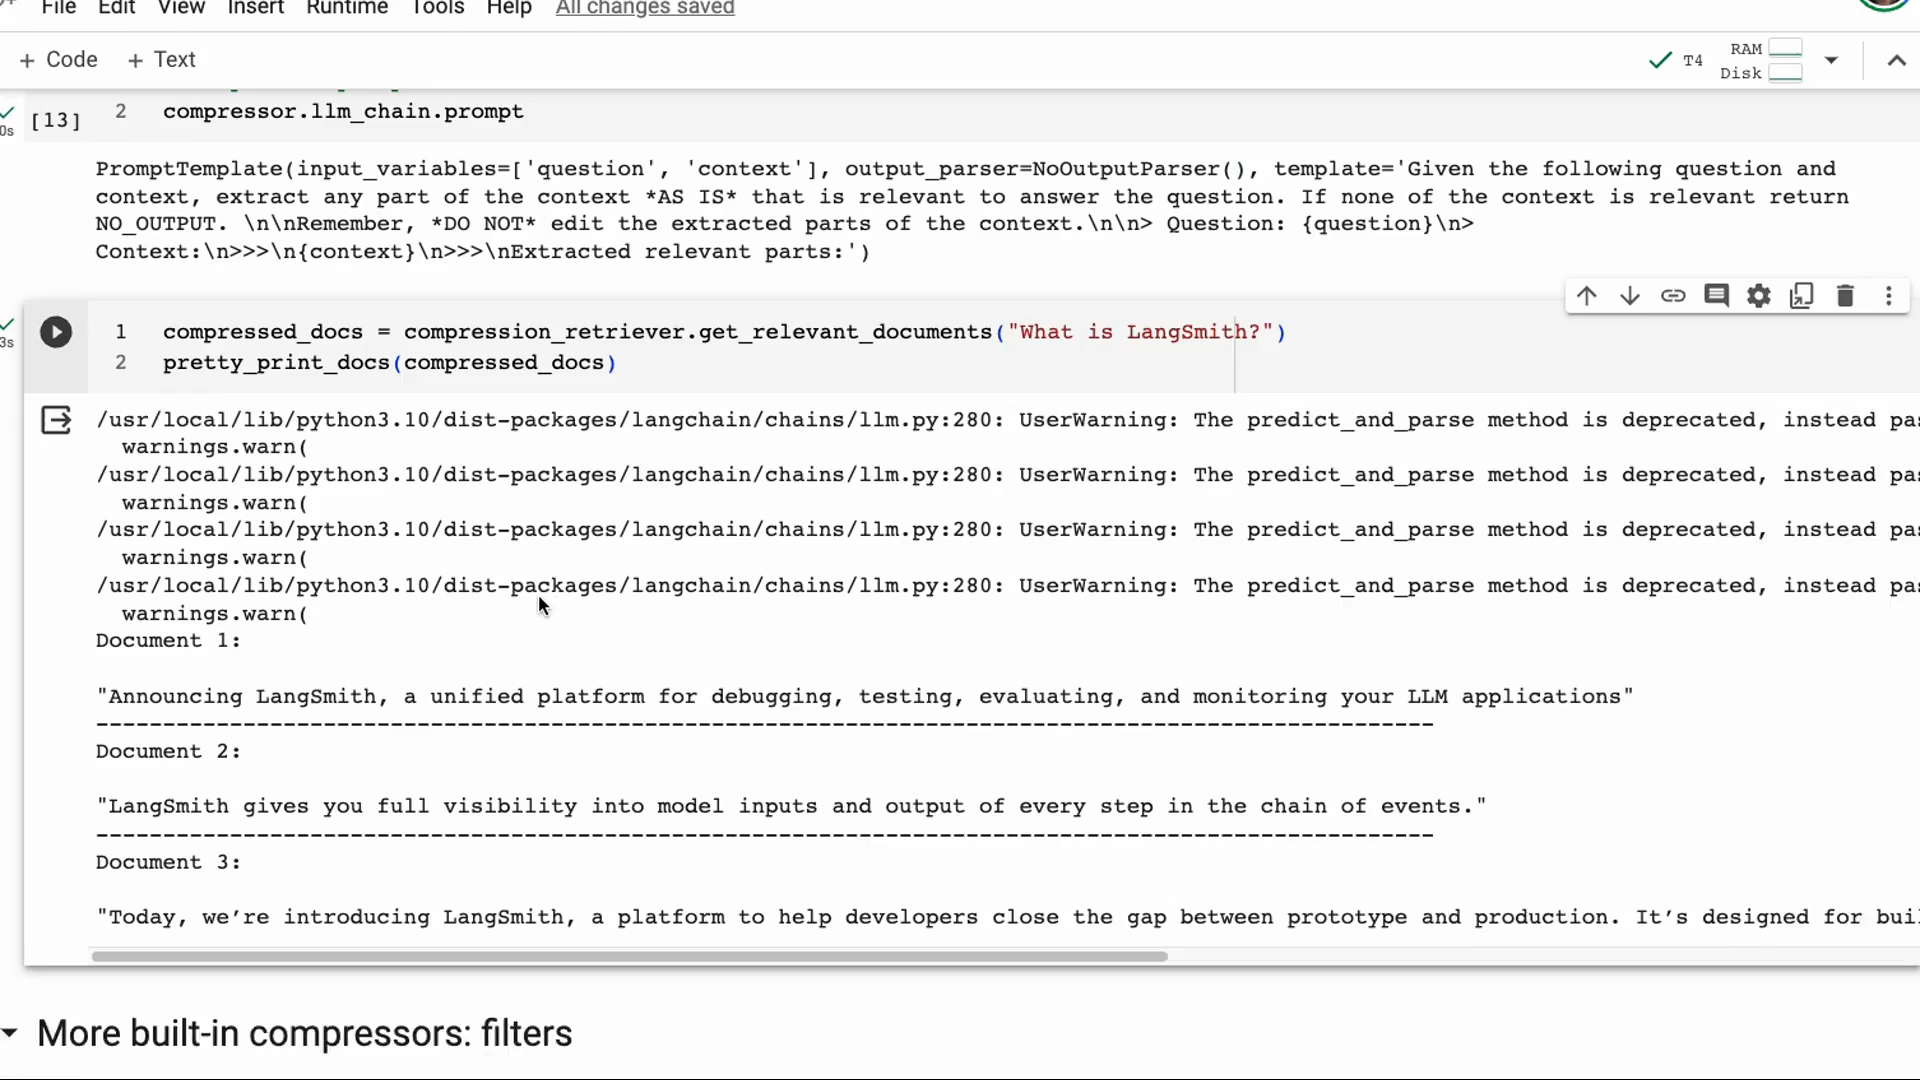 File Edit View Insert Runtime Tools Help All changes saved
+ Code + Text
T4 RAM
Disk
[13] 2 compressor.llm_chain.prompt
0s
PromptTemplate(input_variables=['question', 'context'], output_parser=NoOutputParser(), template='Given the following question and
context, extract any part of the context *AS IS* that is relevant to answer the question. If none of the context is relevant return
NO_OUTPUT. \n\nRemember, *DO NOT* edit the extracted parts of the context.\n\n> Question: {question}\n>
Context:\n>>>\n{context}\n>>>\nExtracted relevant parts:')
1 compressed_docs = compression_retriever.get_relevant_documents("What is LangSmith?")
3s
2 pretty_print_docs(compressed_docs)
/usr/local/lib/python3.10/dist-packages/langchain/chains/llm.py:280: UserWarning: The predict_and_parse method is deprecated, instead pas
warnings.warn(
/usr/local/lib/python3.10/dist-packages/langchain/chains/llm.py:280: UserWarning: The predict_and_parse method is deprecated, instead pas
warnings.warn(
/usr/local/lib/python3.10/dist-packages/langchain/chains/llm.py:280: UserWarning: The predict_and_parse method is deprecated, instead pas
warnings.warn(
/usr/local/lib/python3.10/dist-packages/langchain/chains/llm.py:280: UserWarning: The predict_and_parse method is deprecated, instead pas
warnings.warn(
Document 1:
"Announcing LangSmith, a unified platform for debugging, testing, evaluating, and monitoring your LLM applications"
----------------------------------------------------------------------------------------------------
Document 2:
"LangSmith gives you full visibility into model inputs and output of every step in the chain of events."
----------------------------------------------------------------------------------------------------
Document 3:
"Today, we’re introducing LangSmith, a platform to help developers close the gap between prototype and production. It’s designed for buil
More built-in compressors: filters